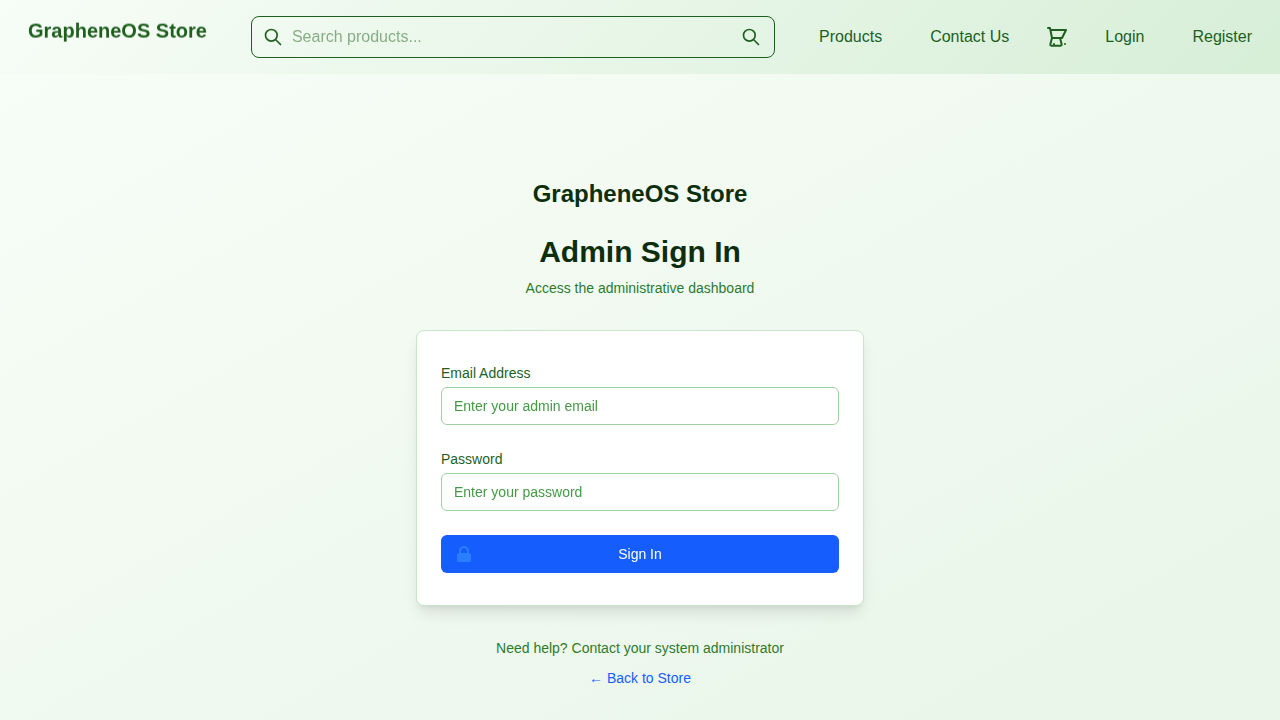 GrapheneOS Store
Search products...
Products
Contact Us
Login
Register
GrapheneOS Store
Admin Sign In
Access the administrative dashboard
Email Address
Enter your admin email
Password
Enter your password
Sign In
Need help? Contact your system administrator
← Back to Store